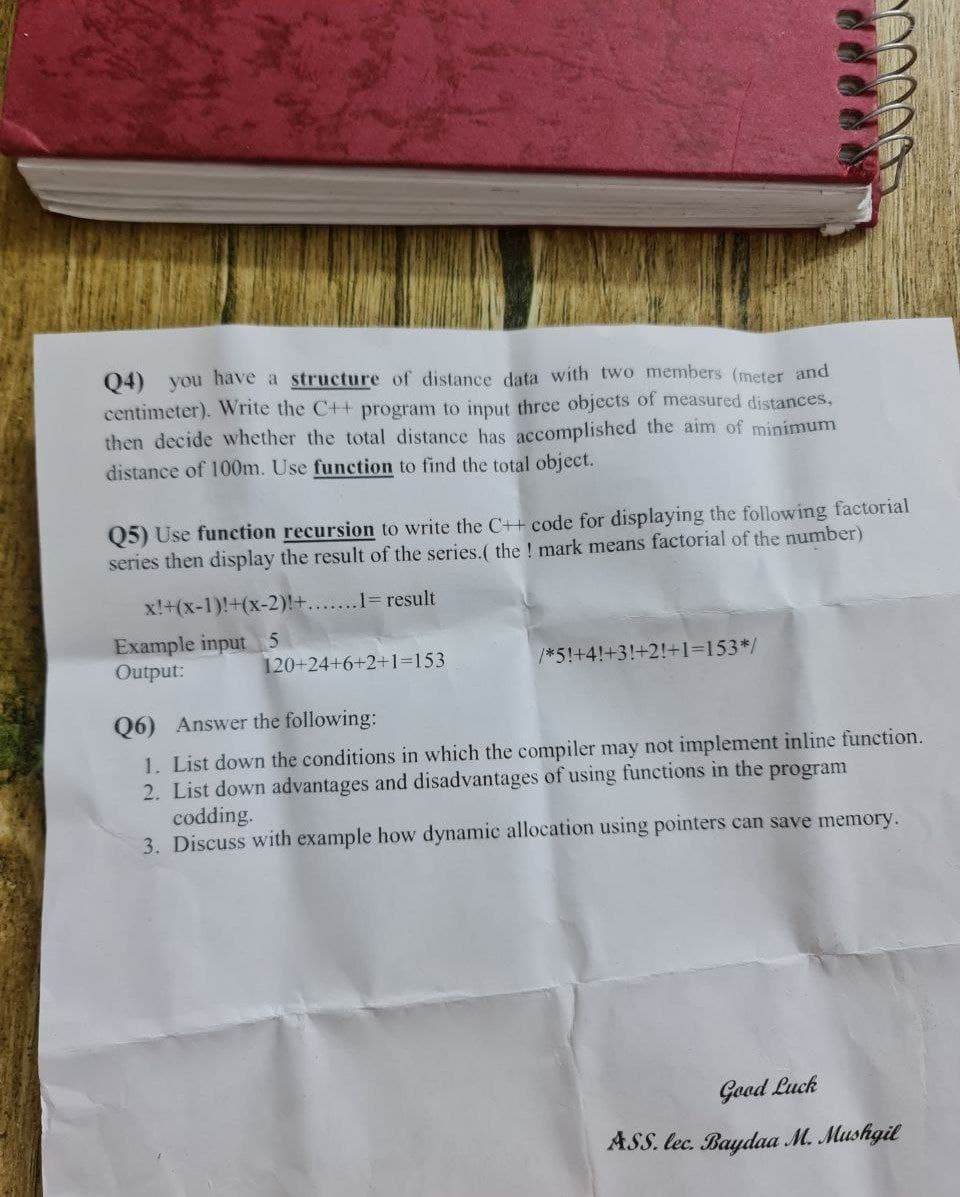 Q4) you have a structure of distance data with two members (meter and
centimeter). Write the C++ program to input three objects of measured distances,
then decide whether the total distance has accomplished the aim of minimum
distance of 100m. Use function to find the total object.
Q5) Use function recursion to write the C++ code for displaying the following factorial
series then display the result of the series.( the ! mark means factorial of the number)
x!+(x-1)!+(x-2)!+.......1= result
Example input 5
Output: 120+24+6+2+1=153 /*5!+4!+3!+2!+1=153*/
Q6) Answer the following:
1. List down the conditions in which the compiler may not implement inline function.
2. List down advantages and disadvantages of using functions in the program
codding.
3. Discuss with example how dynamic allocation using pointers can save memory.
Good Luck
ASS. lec. Baydaa M. Mushgil